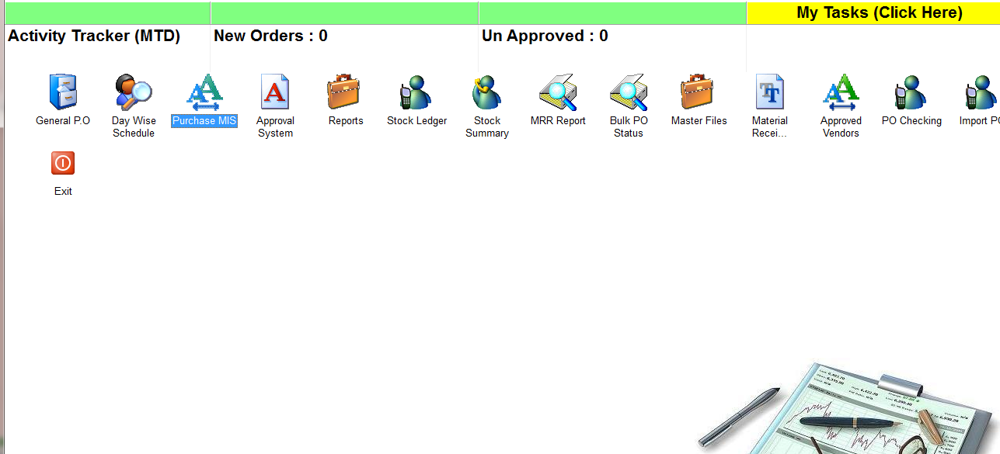 My Tasks (Click Here)
Activity Tracker (MTD)
New Orders : 0
Un Approved : 0
General P.O
Day Wise
Schedule
Purchase MIS
Approval
System
Reports
Stock Ledger
Stock
Summary
MRR Report
Bulk PO
Status
Master Files
Material
Recei...
Approved
Vendors
PO Checking
Import PO
Exit